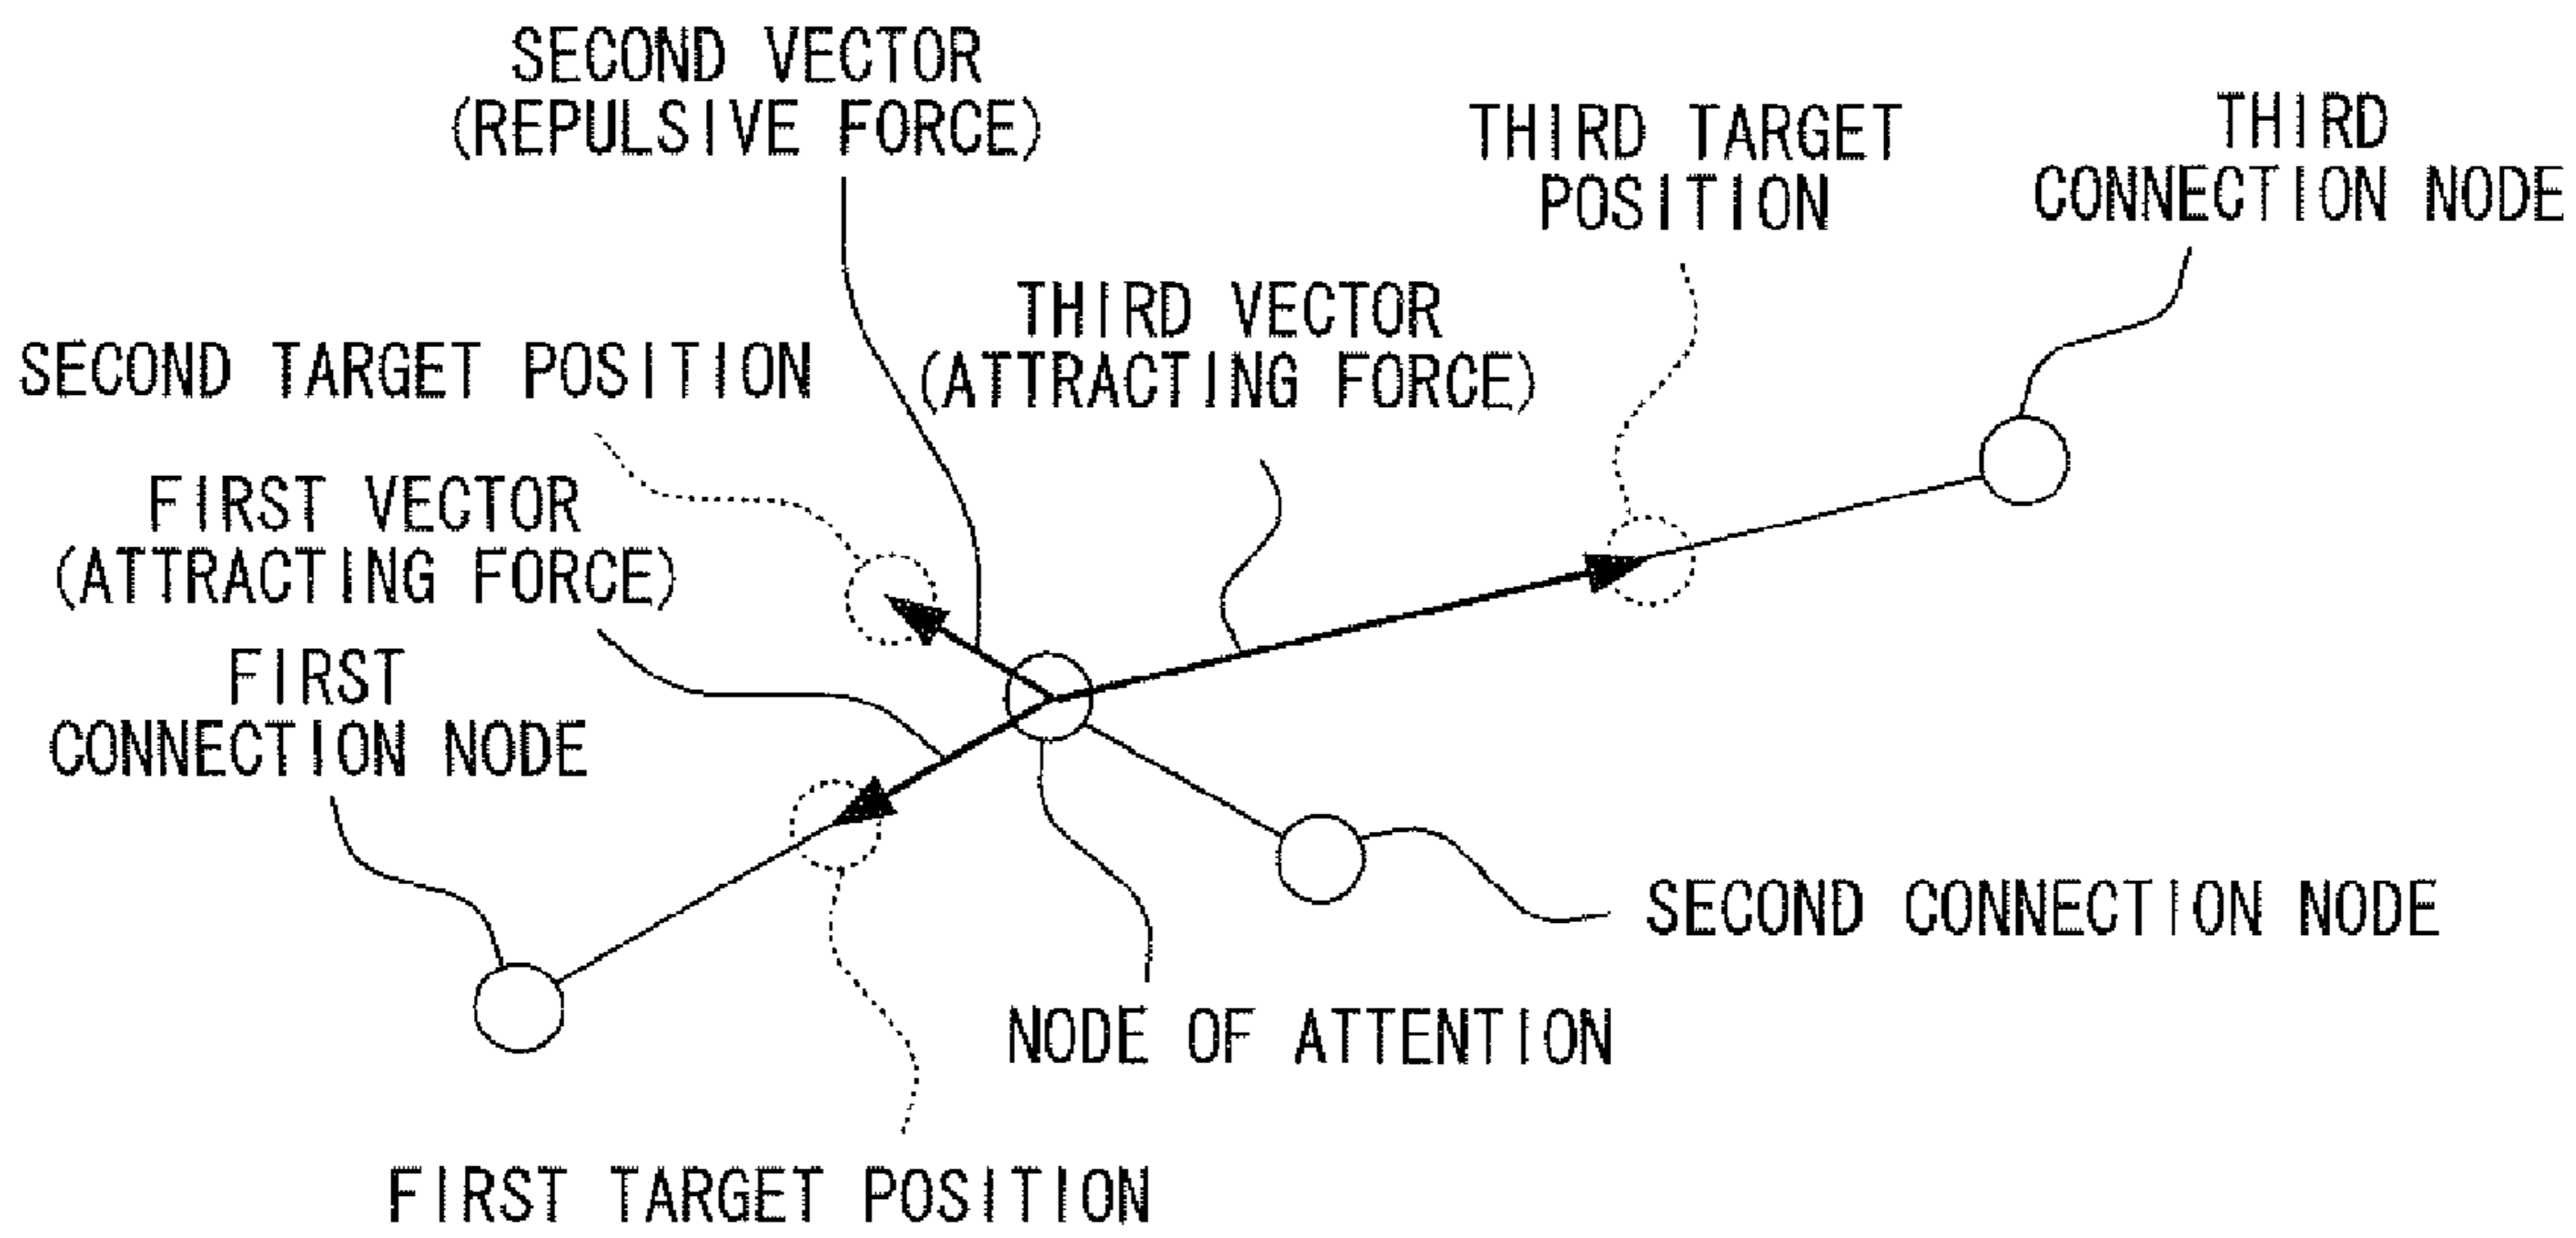 SECOND VECTOR
(REPULSIVE FORCE)
THIRD TARGET
POSITION
THIRD
CONNECTION NODE
THIRD VECTOR
(ATTRACTING FORCE)
SECOND TARGET POSITION
FIRST VECTOR
(ATTRACTING FORCE)
FIRST
CONNECTION NODE
SECOND CONNECTION NODE
NODE OF ATTENTION
FIRST TARGET POSITION